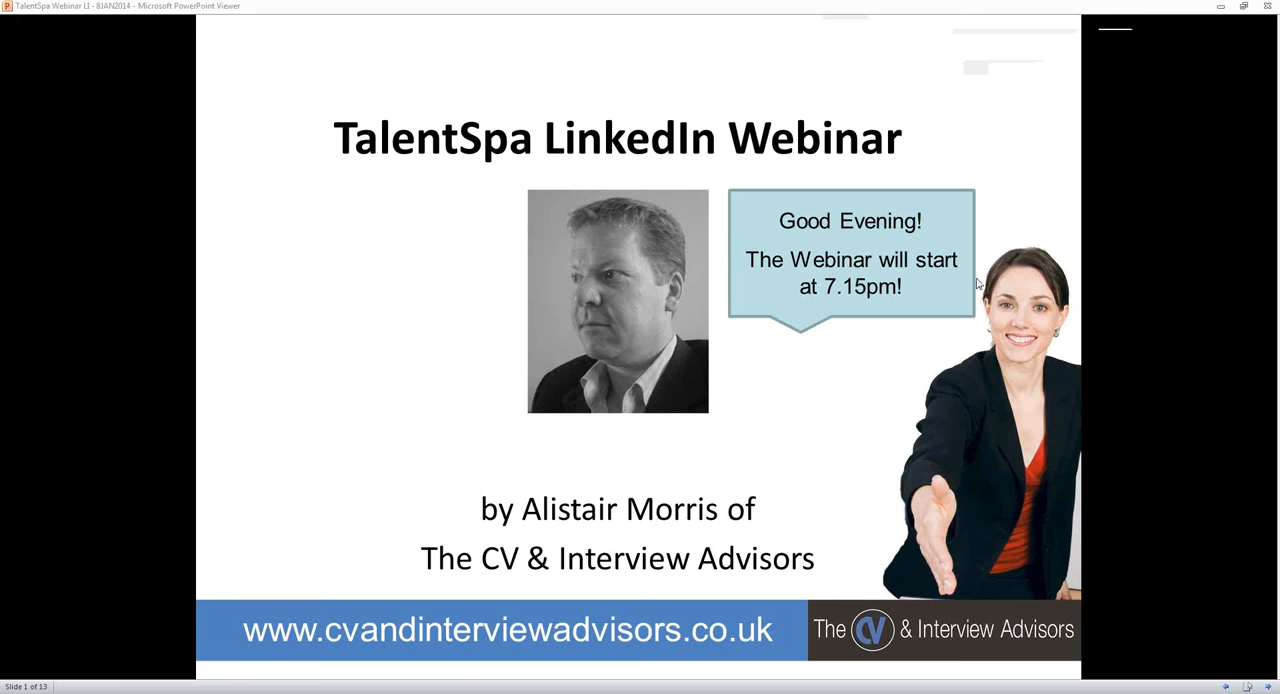 TalentSpa Webinar LI - 8JAN2014 - Microsoft PowerPoint Viewer
TalentSpa LinkedIn Webinar
Good Evening!
The Webinar will start
at 7.15pm!
by Alistair Morris of
The CV & Interview Advisors
www.cvandinterviewadvisors.co.uk
The CV & Interview Advisors
Slide 1 of 13